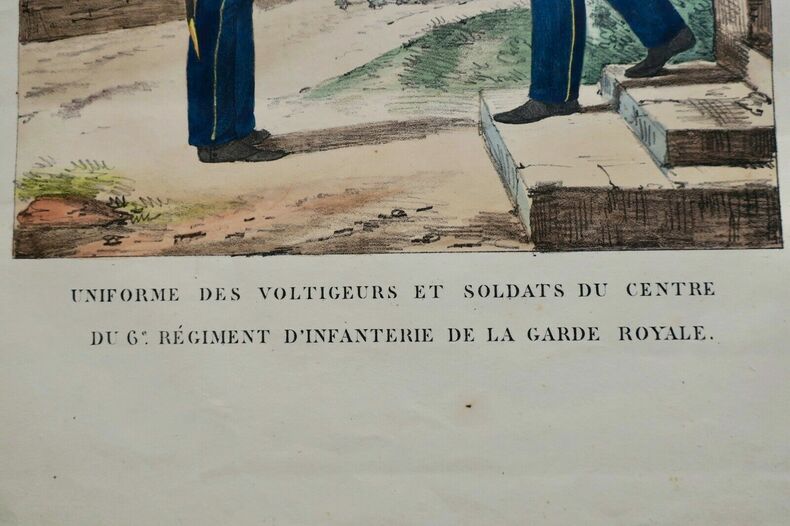 UNIFORME DES VOLTIGEURS ET SOLDATS DU CENTRE
DU 6e. RÉGIMENT D'INFANTERIE DE LA GARDE ROYALE.